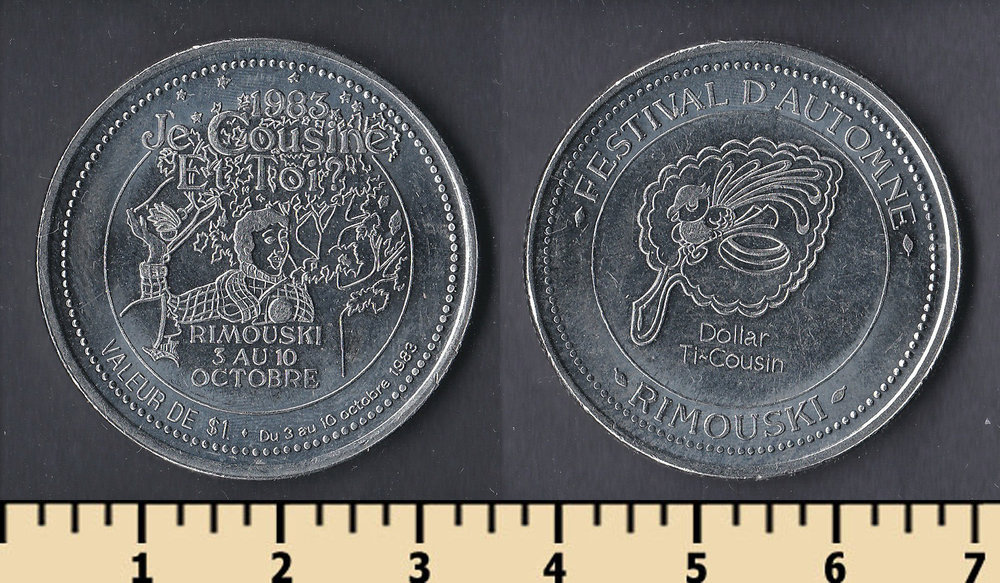 1983
Je Cousine
Et Toi?
RIMOUSKI
3 AU 10
OCTOBRE
VALEUR DE $1. • Du 3 au 10 octobre 1983
FESTIVAL D'AUTOMNE
Dollar
Ti~Cousin
RIMOUSKI
1 2 3 4 5 6 7